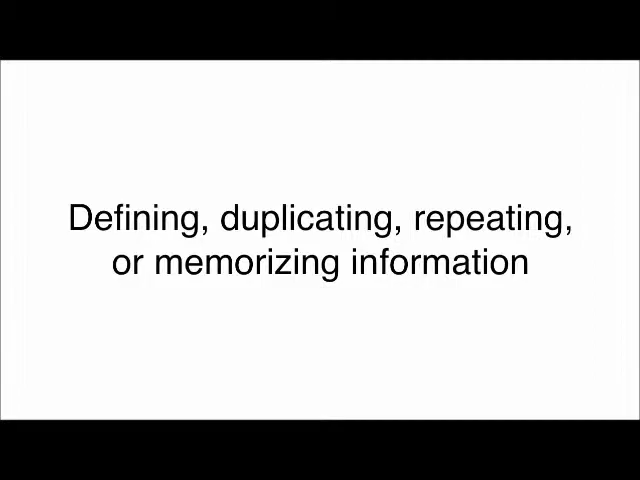 Defining, duplicating, repeating,
or memorizing information